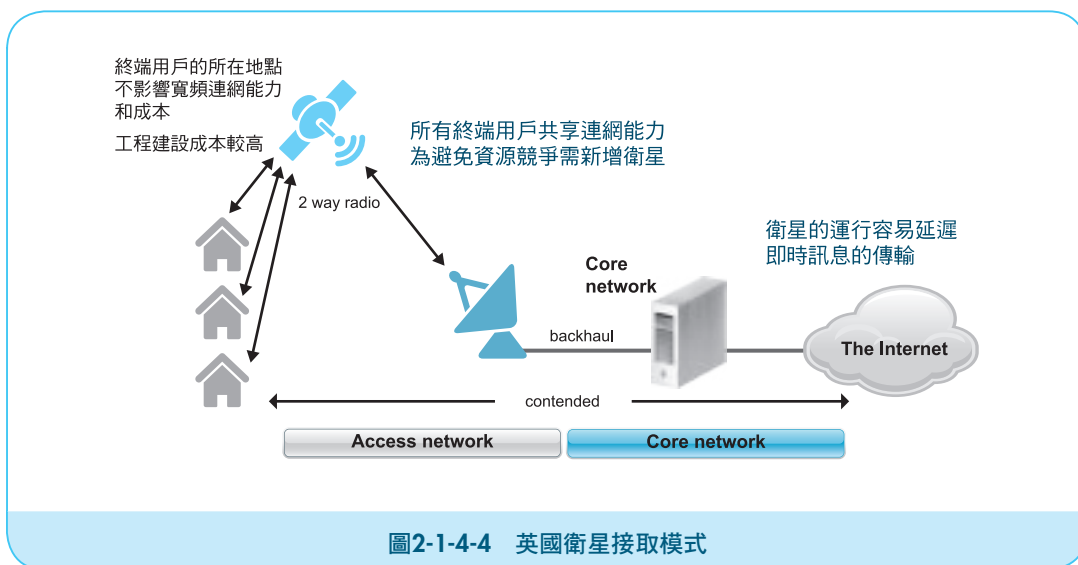 終端用戶的所在地點
不影響寬頻連網能力
和成本
工程建設成本較高
所有終端用戶共享連網能力
為避免資源競爭需新增衛星
2 way radio
衛星的運行容易延遲
即時訊息的傳輸
Core
network
backhaul
The Internet
contended
Access network
Core network
圖2-1-4-4 英國衛星接取模式